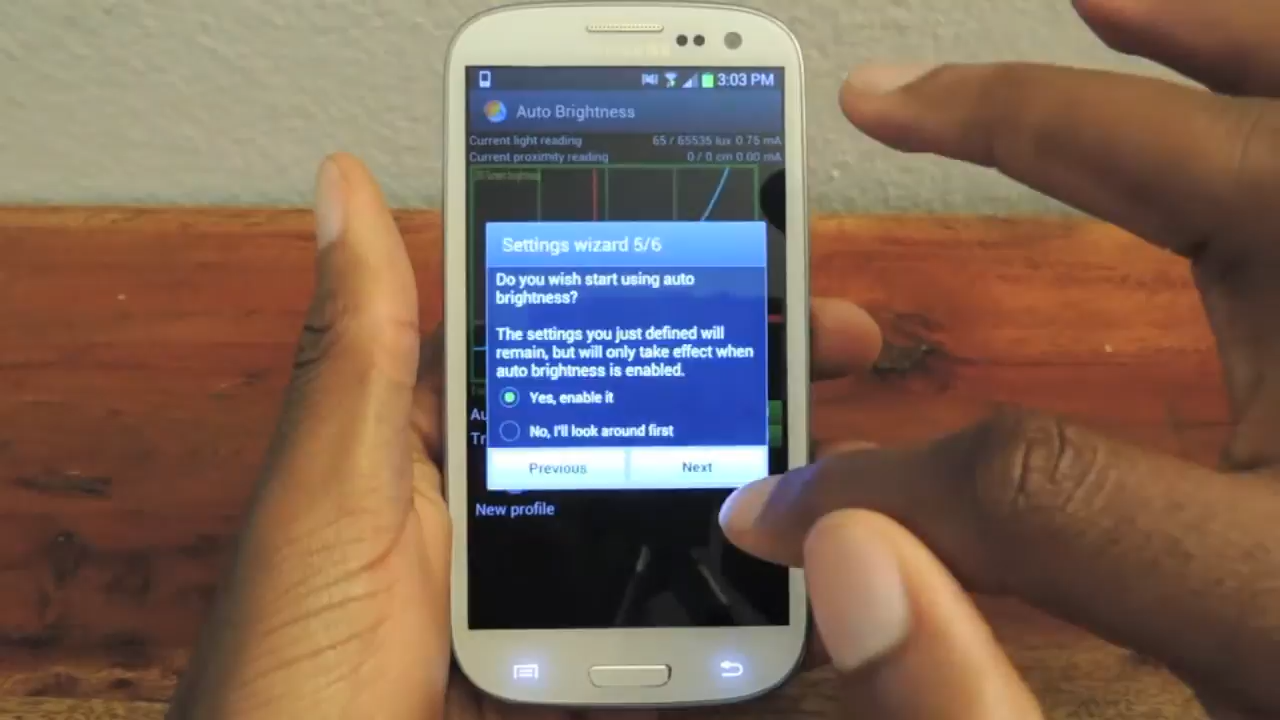 3:03 PM
Auto Brightness
Current light reading 65 / 65535 lux 0.75 mA
Current proximity reading 0 / 0 cm 0.00 mA
Settings wizard 5/6
Do you wish start using auto
brightness?
The settings you just defined will
remain, but will only take effect when
auto brightness is enabled.
Yes, enable it
No, I'll look around first
Previous Next
New profile